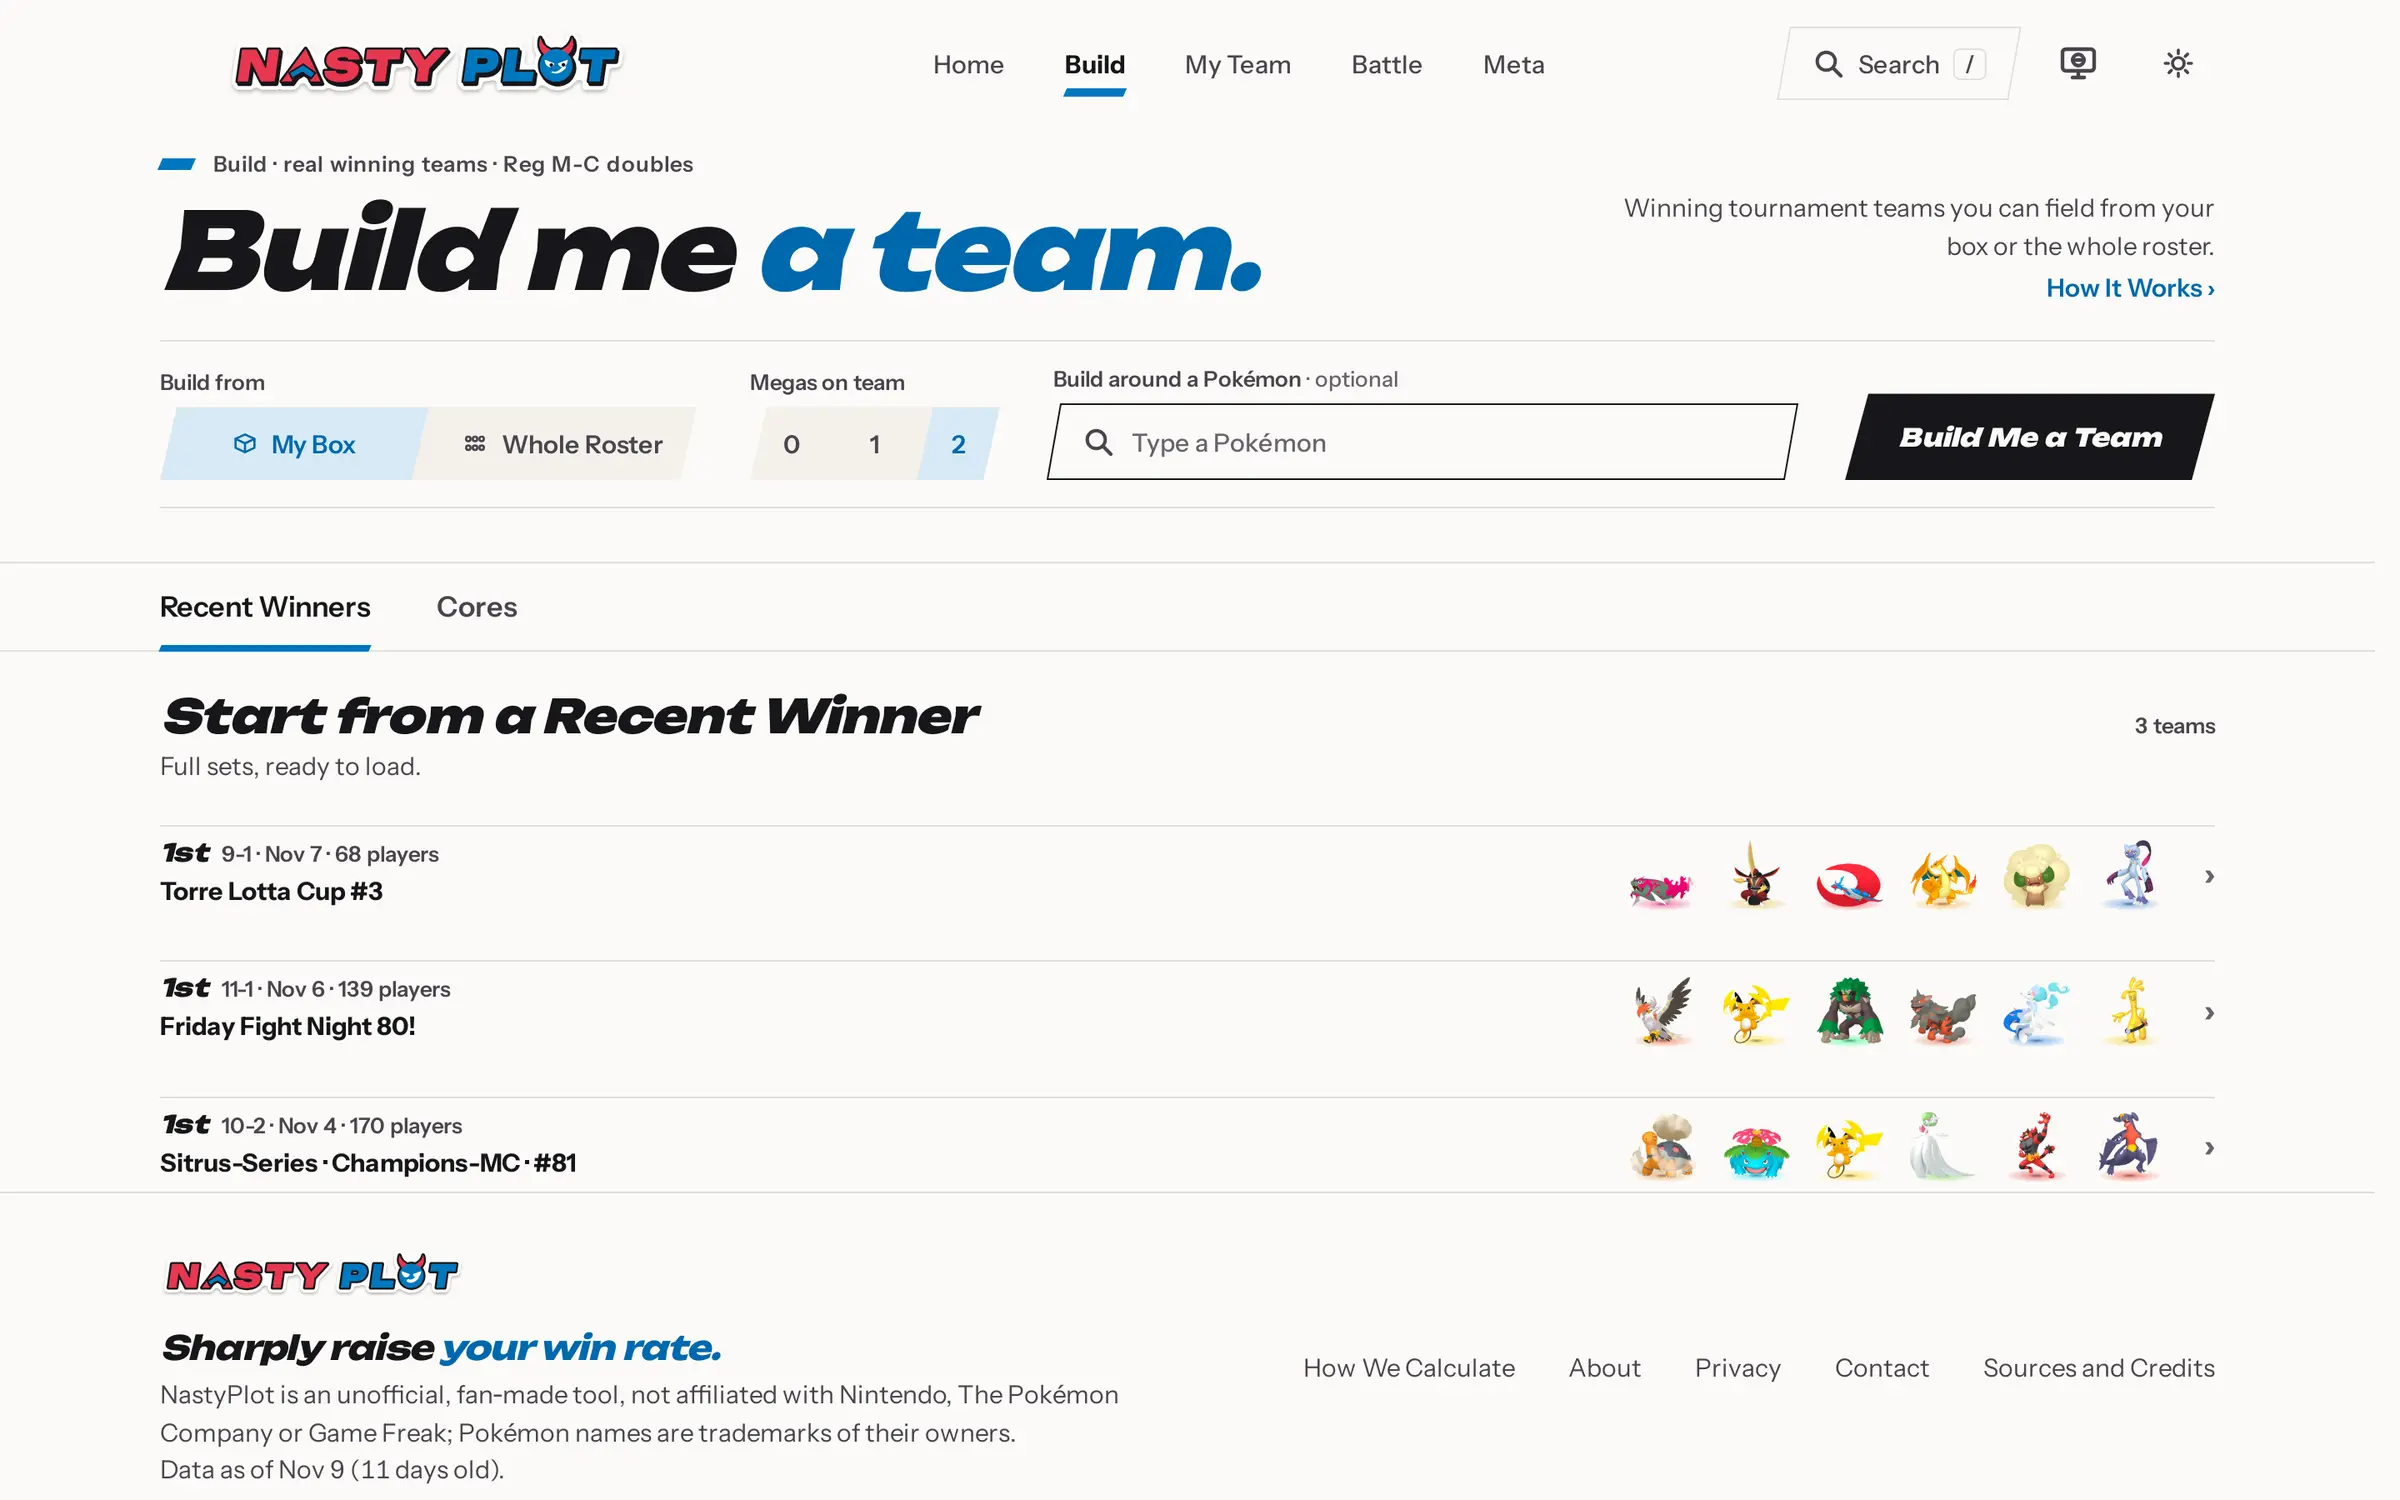 NASTY PLOT
Home
Build
My Team
Battle
Meta
Search /
Build · real winning teams · Reg M-C doubles
Build me a team.
Winning tournament teams you can field from your
box or the whole roster.
How It Works ›
Build from
My Box
Whole Roster
Megas on team
0
1
2
Build around a Pokémon · optional
Type a Pokémon
Build Me a Team
Recent Winners
Cores
Start from a Recent Winner
3 teams
Full sets, ready to load.
1st 9-1 · Nov 7 · 68 players
Torre Lotta Cup #3
1st 11-1 · Nov 6 · 139 players
Friday Fight Night 80!
1st 10-2 · Nov 4 · 170 players
Sitrus-Series · Champions-MC · #81
NASTY PLOT
Sharply raise your win rate.
NastyPlot is an unofficial, fan-made tool, not affiliated with Nintendo, The Pokémon
Company or Game Freak; Pokémon names are trademarks of their owners.
Data as of Nov 9 (11 days old).
How We Calculate
About
Privacy
Contact
Sources and Credits